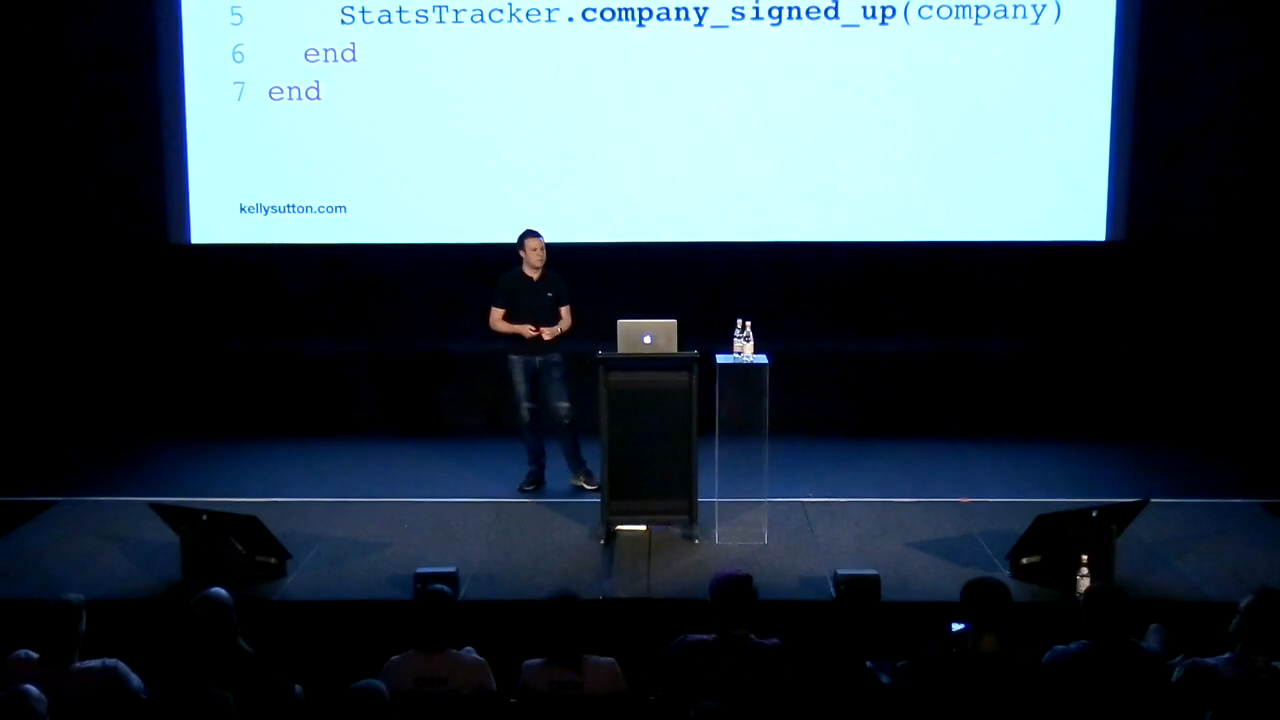 5 StatsTracker.company_signed_up(company)
6 end
7 end
kellysutton.com